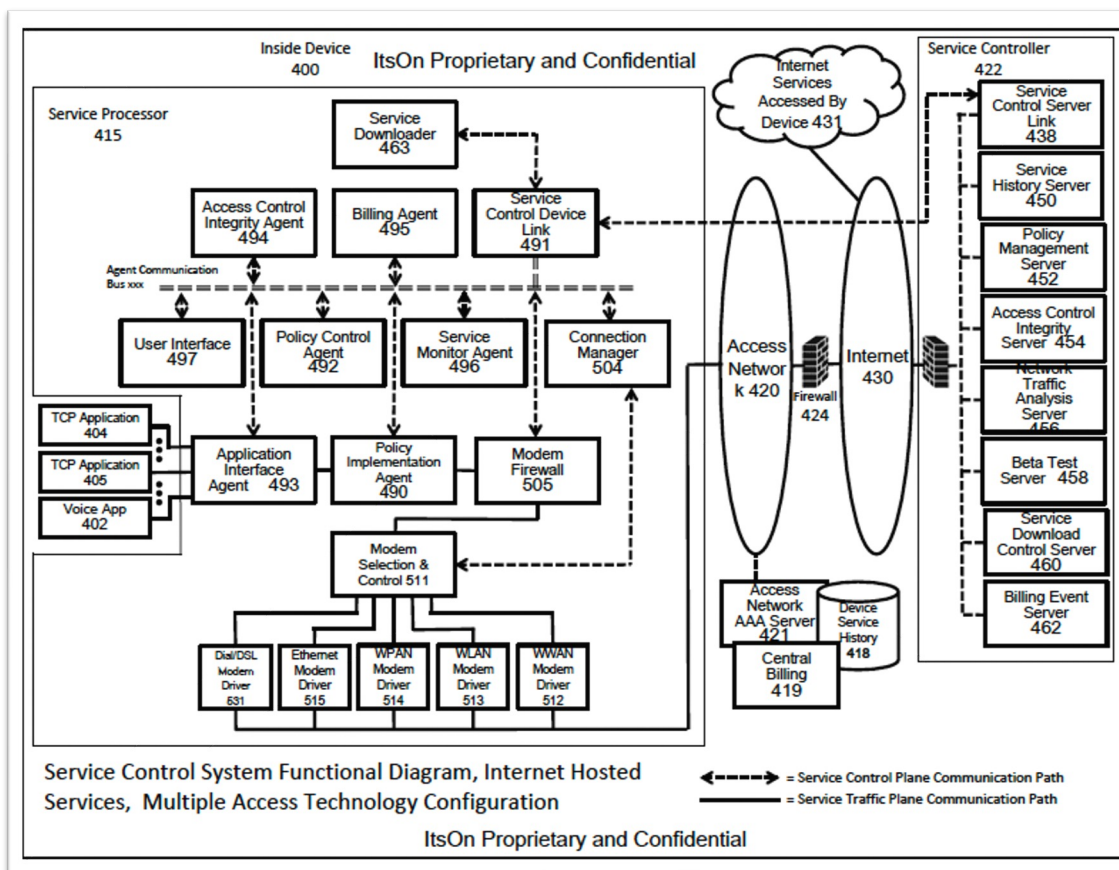 Inside Device
400
ItsOn Proprietary and Confidential
Service Processor
415
Service
Downloader
463
Access Control
Integrity Agent
494
Billing Agent
495
Service
Control Device
Link
491
Agent Communication
Bus xxx
User Interface
497
Policy Control
Agent
492
Service
Monitor Agent
496
Connection
Manager
504
TCP Application
404
TCP Application
405
Voice App
402
Application
Interface
Agent 493
Policy
Implementation
Agent
490
Modem
Firewall
505
Modem
Selection &
Control 511
Dial/DSL
Modem
Driver
531
Ethernet
Modem
Driver
515
WPAN
Modem
Driver
514
WLAN
Modem
Driver
513
WWAN
Modem
Driver
512
Internet
Services
Accessed By
Device 431
Access
Networ
k 420
Firewall
424
Internet
430
Access
Network
AAA Server
421
Device
Service
History
418
Central
Billing
419
Service Controller
422
Service
Control Server
Link
438
Service
History Server
450
Policy
Management
Server
452
Access Control
Integrity
Server 454
Network
Traffic
Analysis
Server
456
Beta Test
Server 458
Service
Download
Control Server
460
Billing Event
Server
462
Service Control System Functional Diagram, Internet Hosted
Services, Multiple Access Technology Configuration
= Service Control Plane Communication Path
= Service Traffic Plane Communication Path
ItsOn Proprietary and Confidential